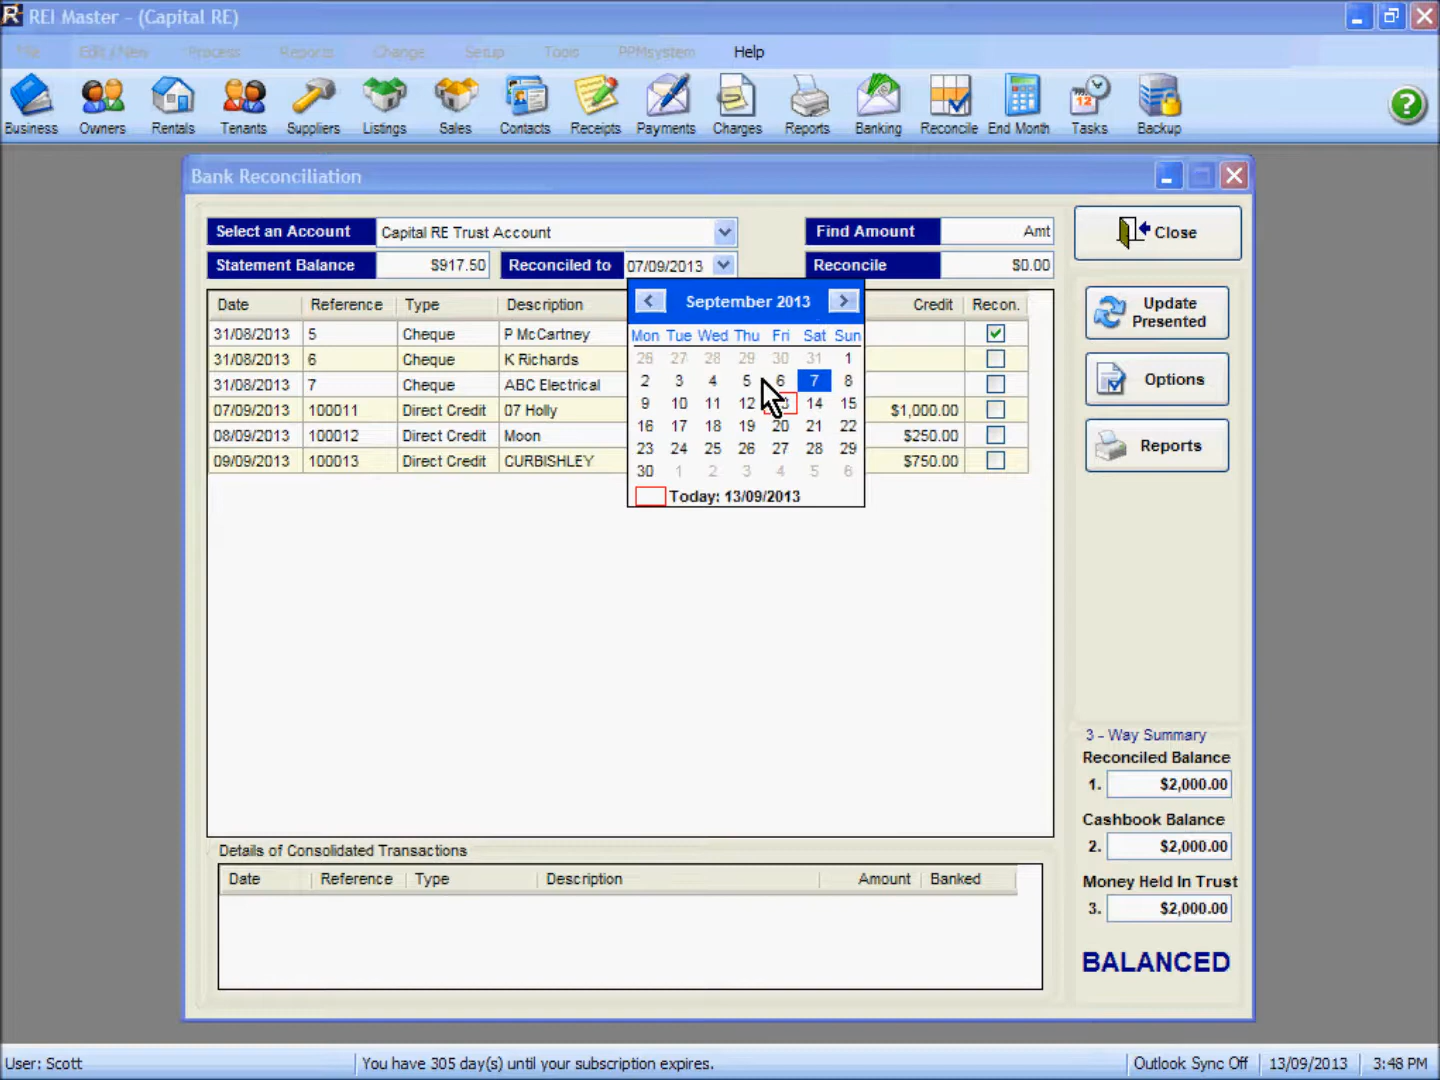 REI Master - (Capital RE)
File Edit / New Process Reports Change Setup Tools PPMsystem Help
Business Owners Rentals Tenants Suppliers Listings Sales Contacts Receipts Payments Charges Reports Banking Reconcile End Month Tasks Backup
Bank Reconciliation
Select an Account Capital RE Trust Account Find Amount Amt Close
Statement Balance $917.50 Reconciled to 07/09/2013 Reconcile $0.00
Date Reference Type Description Credit Recon.
31/08/2013 5 Cheque P McCartney
31/08/2013 6 Cheque K Richards
31/08/2013 7 Cheque ABC Electrical
07/09/2013 100011 Direct Credit 07 Holly $1,000.00
08/09/2013 100012 Direct Credit Moon $250.00
09/09/2013 100013 Direct Credit CURBISHLEY $750.00
September 2013
Mon Tue Wed Thu Fri Sat Sun
26 27 28 29 30 31 1
2 3 4 5 6 7 8
9 10 11 12 14 15
16 17 18 19 20 21 22
23 24 25 26 27 28 29
30 1 2 3 4 5 6
Today: 13/09/2013
Update
Presented
Options
Reports
3 - Way Summary
Reconciled Balance
1. $2,000.00
Cashbook Balance
2. $2,000.00
Money Held In Trust
3. $2,000.00
BALANCED
Details of Consolidated Transactions
Date Reference Type Description Amount Banked
User: Scott You have 305 day(s) until your subscription expires. Outlook Sync Off 13/09/2013 3:48 PM